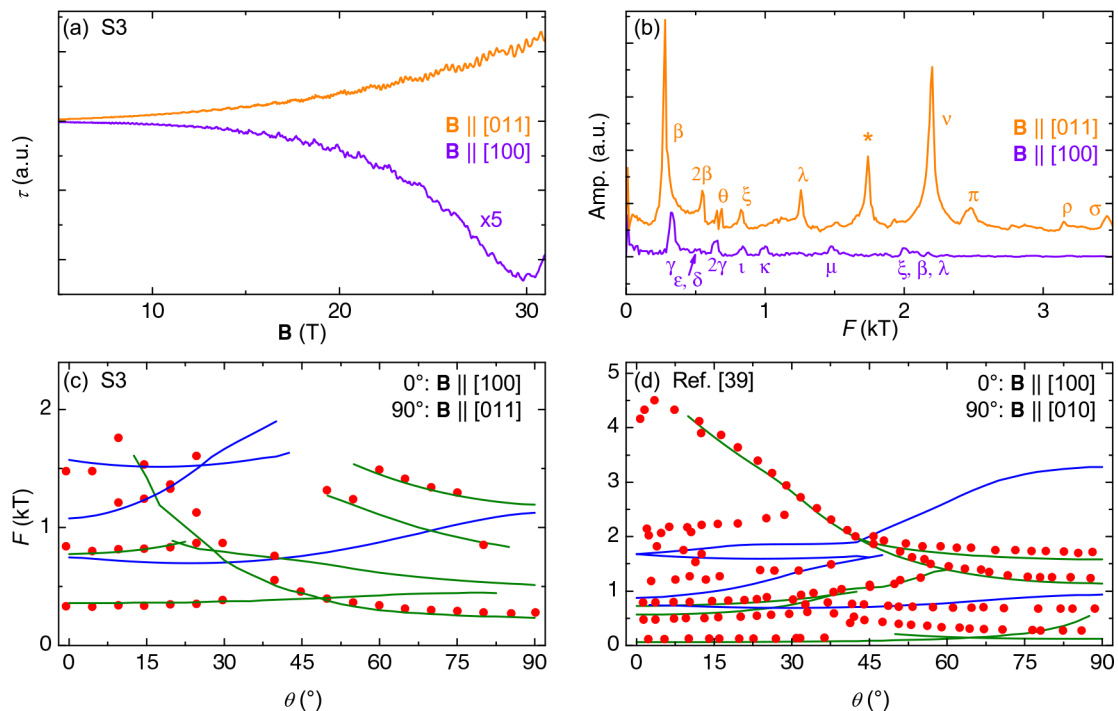 (a) S3
B || [011]
B || [100]
x5
τ (a.u.)
10
20
30
B (T)
(b)
β
2β
θ
ξ
λ
*
ν
π
ρ
σ
B || [011]
B || [100]
γ
ε, δ
2γ
ι
κ
μ
ξ, β, λ
Amp. (a.u.)
0
1
2
3
F (kT)
(c) S3
0°: B || [100]
90°: B || [011]
F (kT)
2
1
0
0
15
30
45
60
75
90
θ (°)
(d) Ref. [39]
0°: B || [100]
90°: B || [010]
5
4
3
2
1
0
F (kT)
0
15
30
45
60
75
90
θ (°)